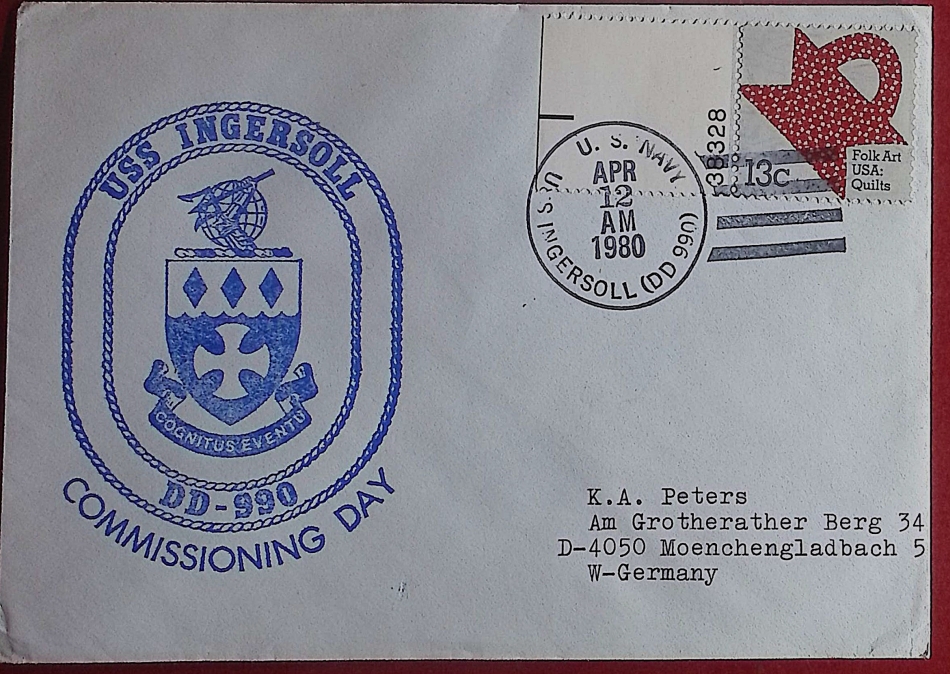 USS INGERSOLL
COGNITUS EVENTU
DD-990
COMMISSIONING DAY
38328
13c
Folk Art
USA:
Quilts
U. S. NAVY
APR
12
AM
1980
U.S. INGERSOLL (DD 990)
K.A. Peters
Am Grotherather Berg 34
D-4050 Moenchengladbach 5
W-Germany